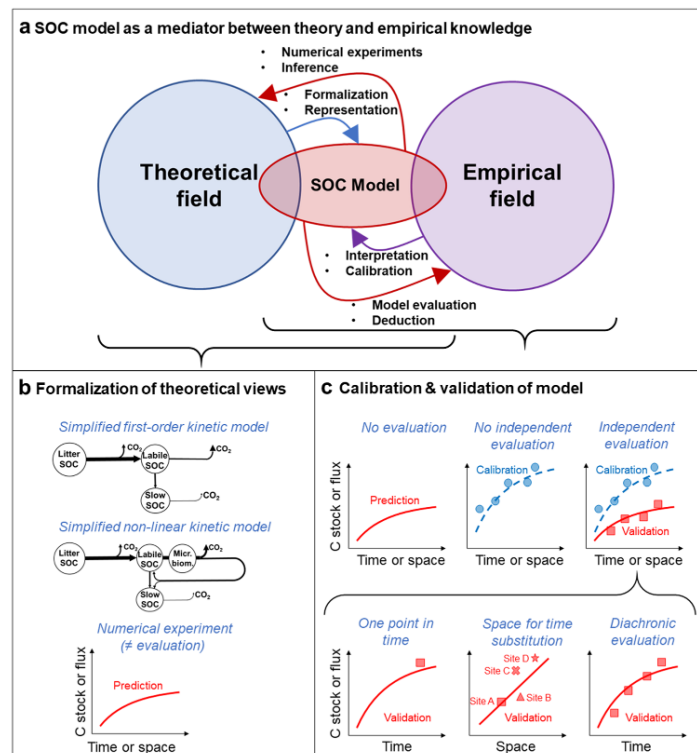 a SOC model as a mediator between theory and empirical knowledge
• Numerical experiments
• Inference
• Formalization
• Representation
Theoretical
field
SOC Model
Empirical
field
• Interpretation
• Calibration
• Model evaluation
• Deduction
b Formalization of theoretical views
Simplified first-order kinetic model
Litter
SOC
CO2
Labile
SOC
CO2
Slow
SOC
CO2
Simplified non-linear kinetic model
Litter
SOC
CO2
Labile
SOC
Micr.
biom.
CO2
Slow
SOC
CO2
Numerical experiment
(≠ evaluation)
C stock or flux
Prediction
Time or space
c Calibration & validation of model
No evaluation
C stock or flux
Prediction
Time or space
No independent
evaluation
Calibration
Time or space
Independent
evaluation
Calibration
Validation
Time or space
One point in
time
C stock or flux
Validation
Time
Space for time
substitution
Site D
Site C
Site A
Site B
Validation
Space
Diachronic
evaluation
Validation
Time